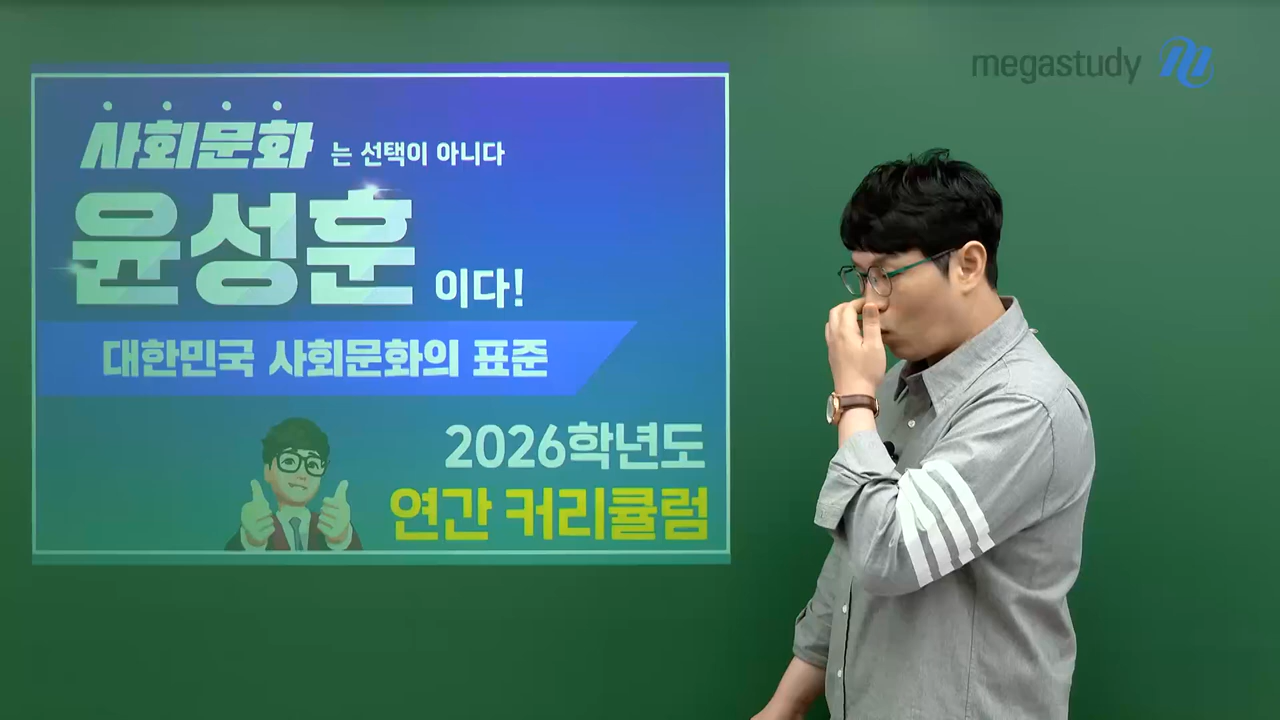 megastudy
사회문화는 선택이 아니다
윤성훈이다!
대한민국 사회문화의 표준
2026학년도
연간 커리큘럼